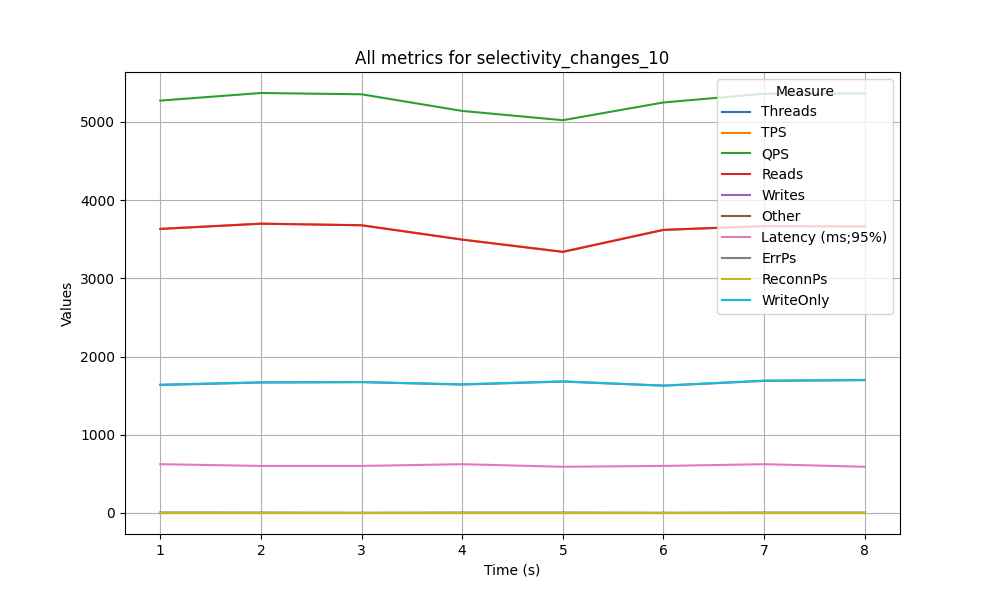 All metrics for selectivity_changes_10
Values
5000
4000
3000
2000
1000
0
1 2 3 4 5 6 7 8
Time (s)
Measure
Threads
TPS
QPS
Reads
Writes
Other
Latency (ms;95%)
ErrPs
ReconnPs
WriteOnly